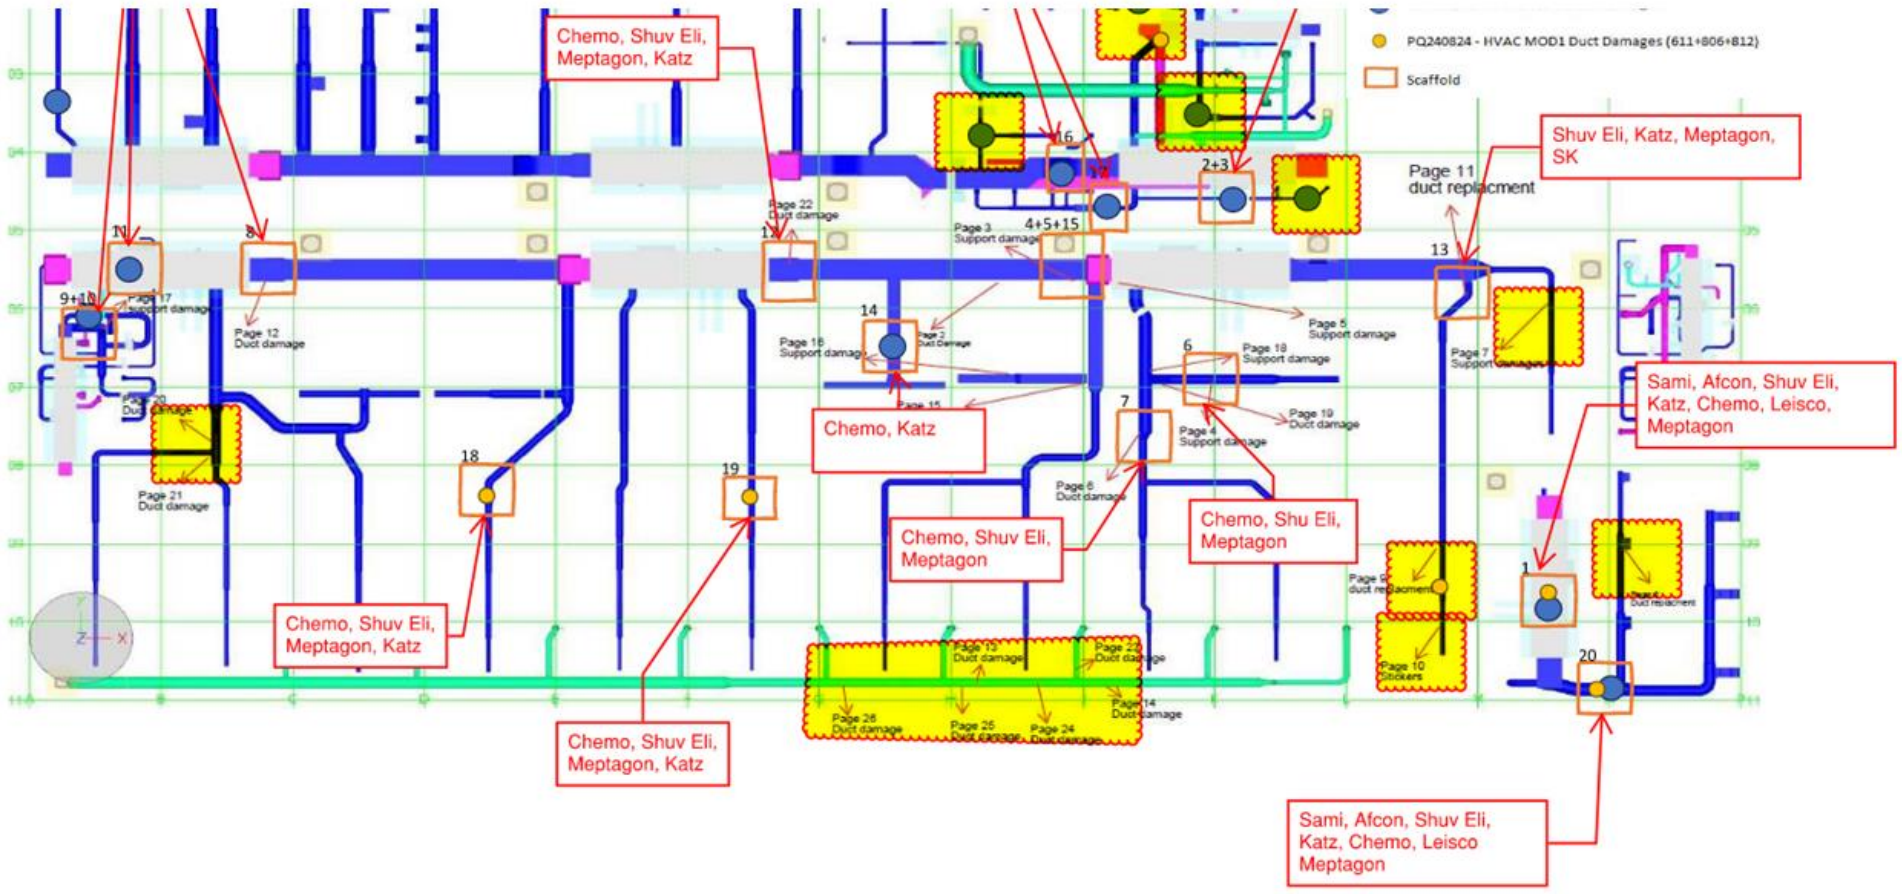 PQ240824 - HVAC MOD1 Duct Damages (611+806+812)
Scaffold
Chemo, Shuv Eli,
Meptagon, Katz
Shuv Eli, Katz, Meptagon,
SK
Page 11
duct replacment
16
2+3
Page 22
Duct damage
Page 3
Support damage
4+5+15
11
8
12
13
9+10
Page 17
support damage
Page 12
Duct damage
14
Page 16
Support damage
Page 2
Duct Damage
Page 5
Support damage
6
Page 18
Support damage
Page 7
Support
Sami, Afcon, Shuv Eli,
Katz, Chemo, Leisco,
Meptagon
Page 20
Duct damage
Page 15
Chemo, Katz
7
Page 4
Support damage
Page 19
Duct damage
18
19
Page 21
Duct damage
Page 6
Duct damage
Chemo, Shuv Eli,
Meptagon
Chemo, Shu Eli,
Meptagon
Page 9
duct replacment
1
Duct replacment
Chemo, Shuv Eli,
Meptagon, Katz
Z
X
Page 13
Duct damage
Duct damage
Page 10
Stickers
20
Page 26
Duct damage
Page 25
Duct damage
Page 24
Duct damage
Page 14
Duct damage
Chemo, Shuv Eli,
Meptagon, Katz
Sami, Afcon, Shuv Eli,
Katz, Chemo, Leisco
Meptagon